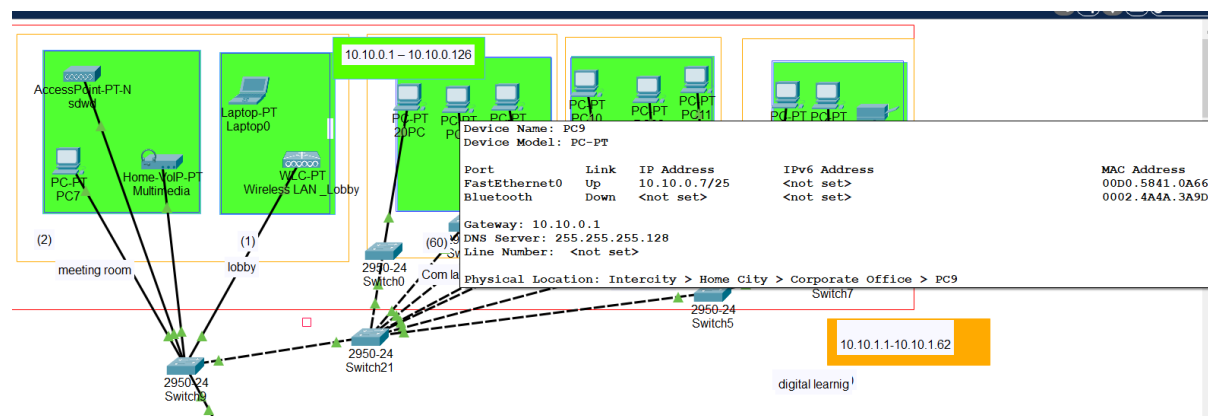 10.10.0.1 – 10.10.0.126
AccessPoint-PT-N
sdwd
PC-PT
PC7
Home-VoIP-PT
Multimedia
Laptop-PT
Laptop0
WLC-PT
Wireless LAN _Lobby
PC-PT
20PC
PC-PT
PC-PT
PC-PT
PC10
PC-PT
PC-PT
PC11
PC-PT
PC-PT
Device Name: PC9
Device Model: PC-PT
Port Link IP Address IPv6 Address MAC Address
FastEthernet0 Up 10.10.0.7/25 <not set> 00D0.5841.0A66
Bluetooth Down <not set> <not set> 0002.4A4A.3A9D
Gateway: 10.10.0.1
DNS Server: 255.255.255.128
Line Number: <not set>
Physical Location: Intercity > Home City > Corporate Office > PC9
(2)
meeting room
(1)
lobby
(60)
2950-24
Switch0
Com la
Switch7
2950-24
Switch5
2950-24
Switch21
2950-24
Switch9
10.10.1.1-10.10.1.62
digital learnig